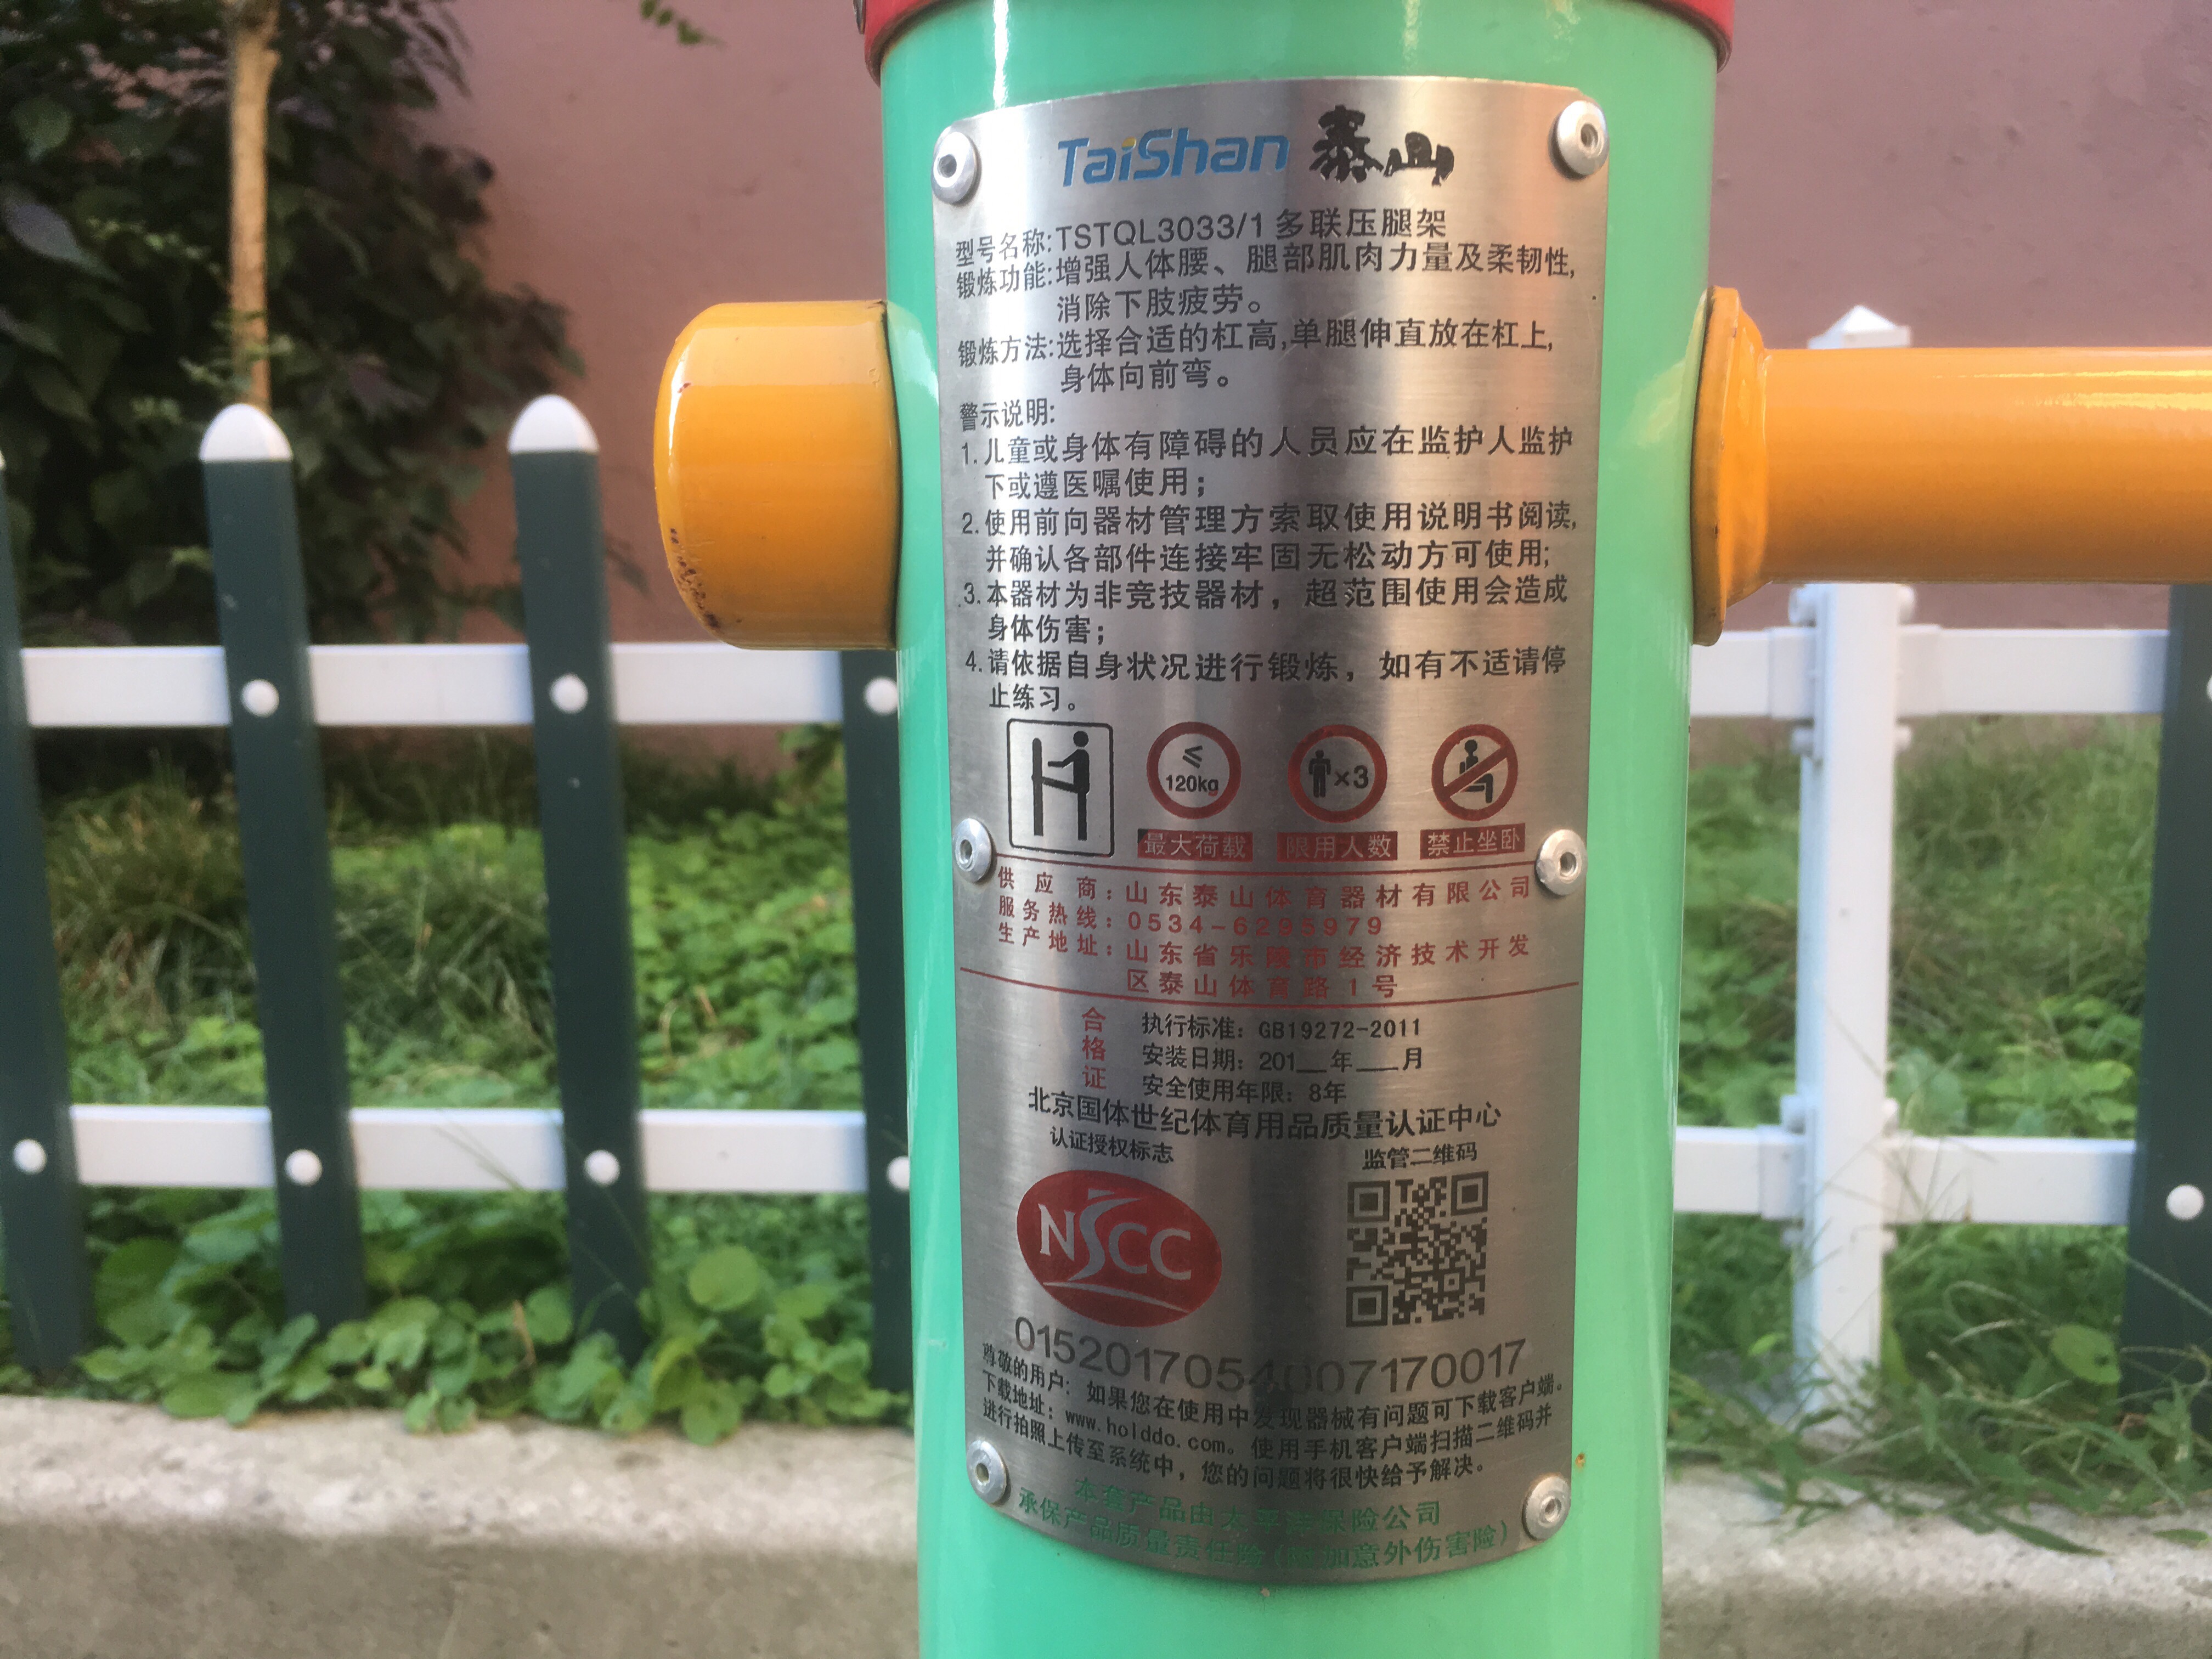 TaiShan 泰山
型号名称:TSTQL3033/1多联压腿架
锻炼功能:增强人体腰、腿部肌肉力量及柔韧性,
消除下肢疲劳。
锻炼方法:选择合适的杠高,单腿伸直放在杠上,
身体向前弯。
警示说明:
1.儿童或身体有障碍的人员应在监护人监护
下或遵医嘱使用;
2.使用前向器材管理方索取使用说明书阅读,
并确认各部件连接牢固无松动方可使用;
3.本器材为非竞技器材，超范围使用会造成
身体伤害;
4.请依据自身状况进行锻炼，如有不适请停
止练习。
≤
120kg
×3
最大荷载 限用人数 禁止坐卧
供应商:山东泰山体育器材有限公司
服务热线:0534-6295979
生产地址:山东省乐陵市经济技术开发
区泰山体育路1号
合格证
执行标准: GB19272-2011
安装日期: 201__年___月
安全使用年限: 8年
北京国体世纪体育用品质量认证中心
认证授权标志 监管二维码
NSCC
尊敬的用户: 如果您在使用中发现器械有问题可下载客户端。
下载地址: www.holddo.com。使用手机客户端扫描二维码并
进行拍照上传至系统中，您的问题将很快给予解决。
本套产品由太平洋保险公司
承保产品质量责任险(附加意外伤害险)